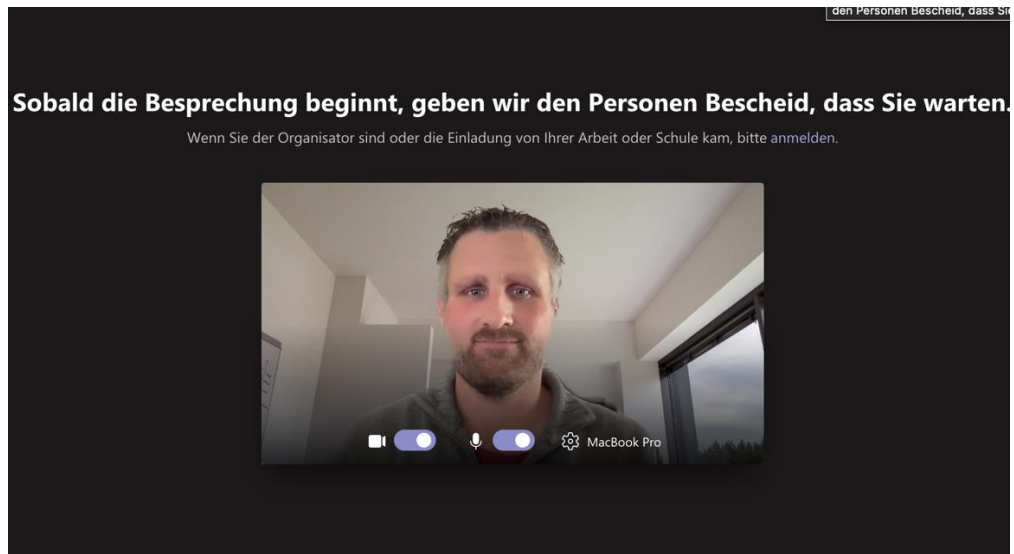 den Personen Bescheid, dass Sie
Sobald die Besprechung beginnt, geben wir den Personen Bescheid, dass Sie warten.
Wenn Sie der Organisator sind oder die Einladung von Ihrer Arbeit oder Schule kam, bitte anmelden.
MacBook Pro